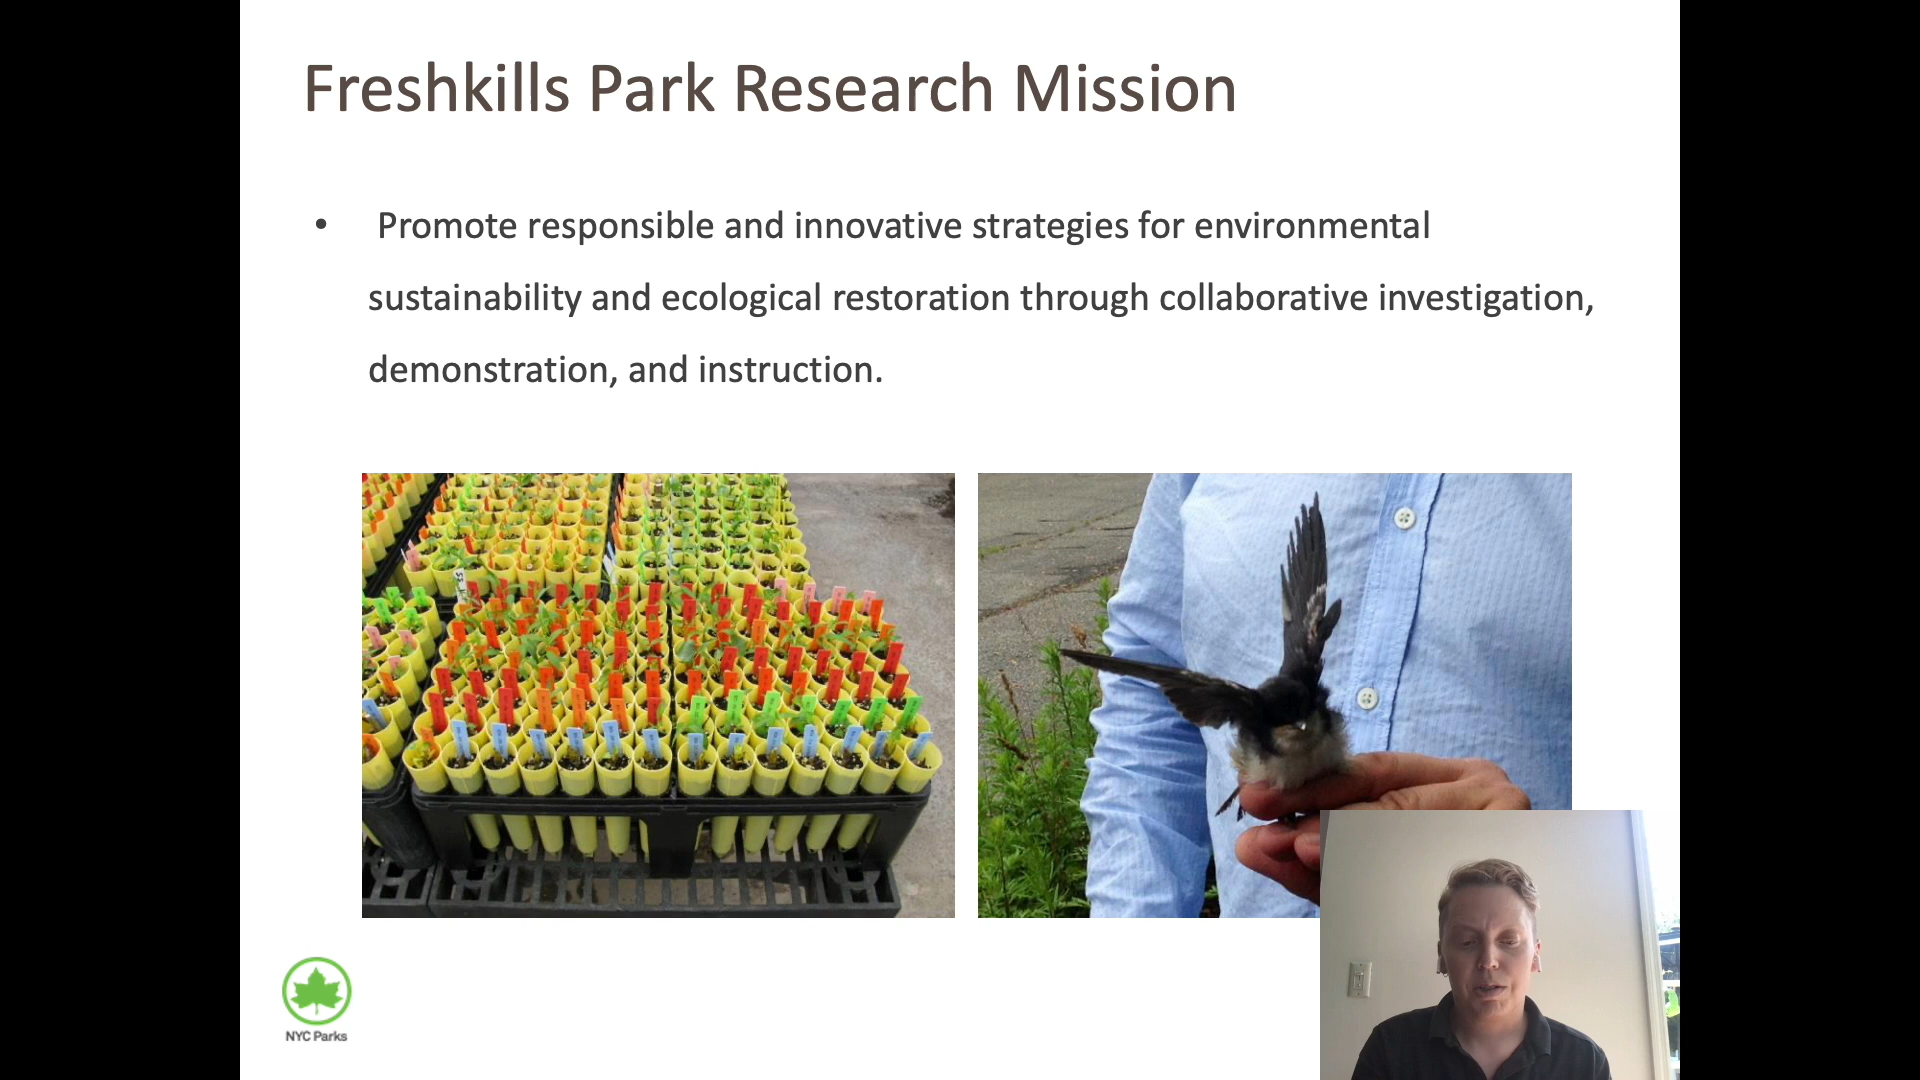 Freshkills Park Research Mission
• Promote responsible and innovative strategies for environmental
sustainability and ecological restoration through collaborative investigation,
demonstration, and instruction.
NYC Parks